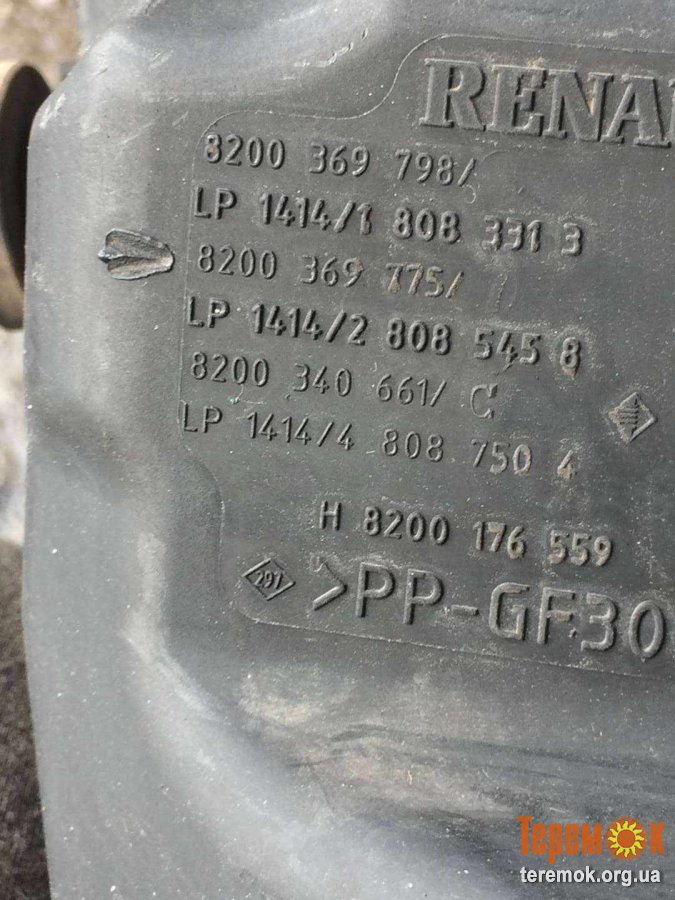 RENA
8200 369 798/
LP 1414/1 808 331 3
8200 369 775/
LP 1414/2 808 545 8
8200 340 661/ C
LP 1414/4 808 750 4
H 8200 176 559
297 >PP-GF30
Теремок
teremok.org.ua